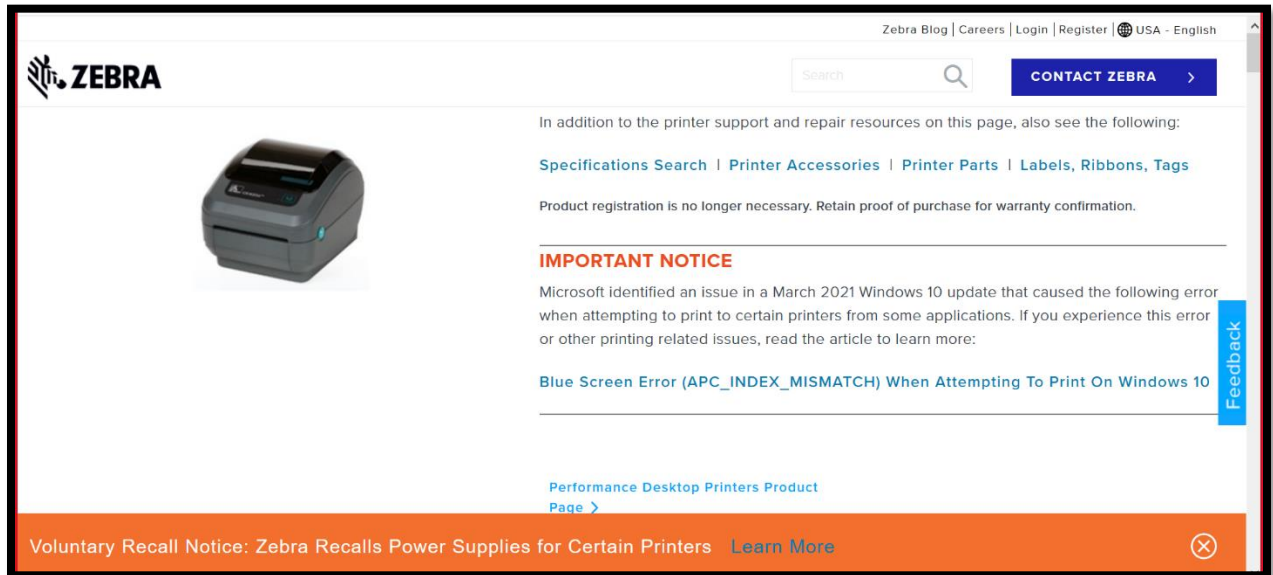 Zebra Blog | Careers | Login | Register | USA - English
ZEBRA
Search
CONTACT ZEBRA >
In addition to the printer support and repair resources on this page, also see the following:
Specifications Search | Printer Accessories | Printer Parts | Labels, Ribbons, Tags
Product registration is no longer necessary. Retain proof of purchase for warranty confirmation.
IMPORTANT NOTICE
Microsoft identified an issue in a March 2021 Windows 10 update that caused the following error
when attempting to print to certain printers from some applications. If you experience this error
or other printing related issues, read the article to learn more:
Blue Screen Error (APC_INDEX_MISMATCH) When Attempting To Print On Windows 10
Feedback
Performance Desktop Printers Product
Page >
Voluntary Recall Notice: Zebra Recalls Power Supplies for Certain Printers Learn More